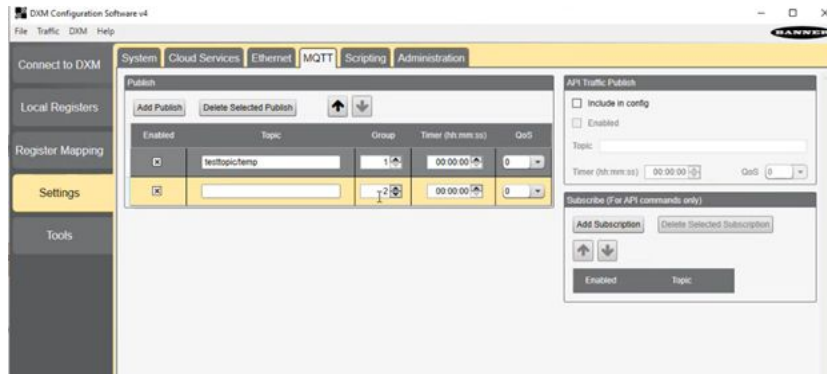 DXM Configuration Software v4
File Traffic DXM Help
BANNER
Connect to DXM
Local Registers
Register Mapping
Settings
Tools
System Cloud Services Ethernet MQTT Scripting Administration
Publish
Add Publish Delete Selected Publish
Enabled Topic Group Timer (hh:mm:ss) QoS
testtopic/temp 1 00:00:00 0
2 00:00:00 0
API Traffic Publish
Include in config
Enabled
Topic
Timer (hh:mm:ss) 00:00:00 QoS 0
Subscribe (For API commands only)
Add Subscription Delete Selected Subscription
Enabled Topic